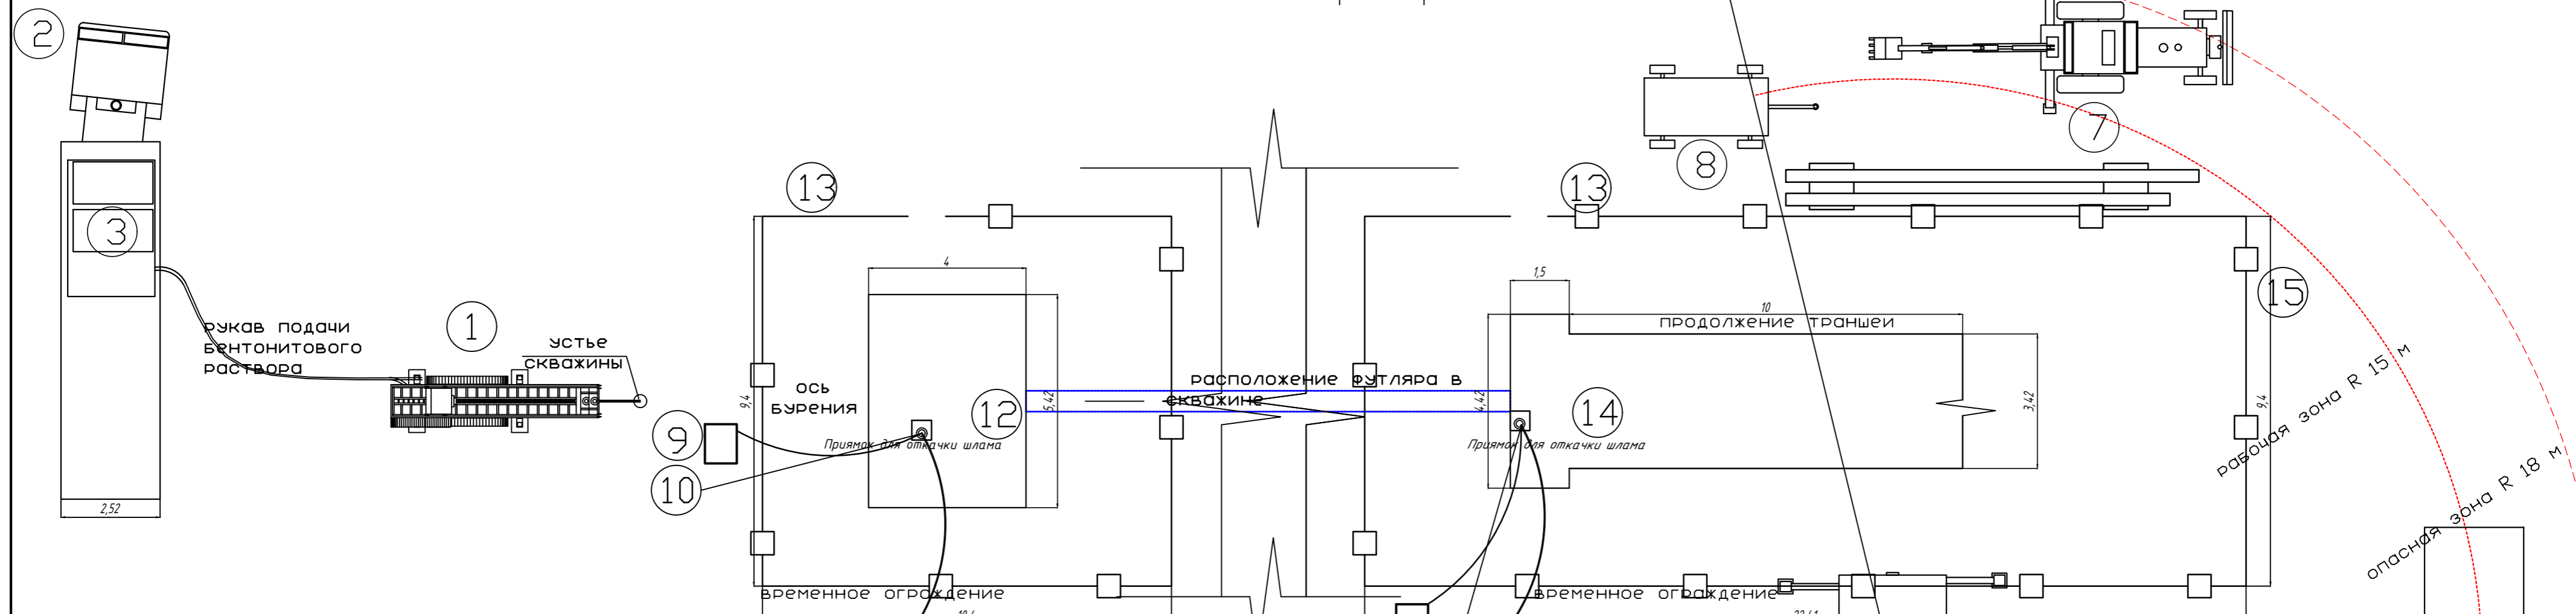 2
7
8
13
13
3
4
1,5
15
10
продолжение траншеи
1
рукав подачи
бентонитового
раствора
устье
скважины
ось
бурения
9,4
12
5,42
расположение футляра в
скважине
4,42
14
3,42
9,4
рабочая зона R 15 м
9
Приямок для откачки шлама
Приямок для откачки шлама
10
опасная зона R 18 м
2,52
временное ограждение
временное ограждение